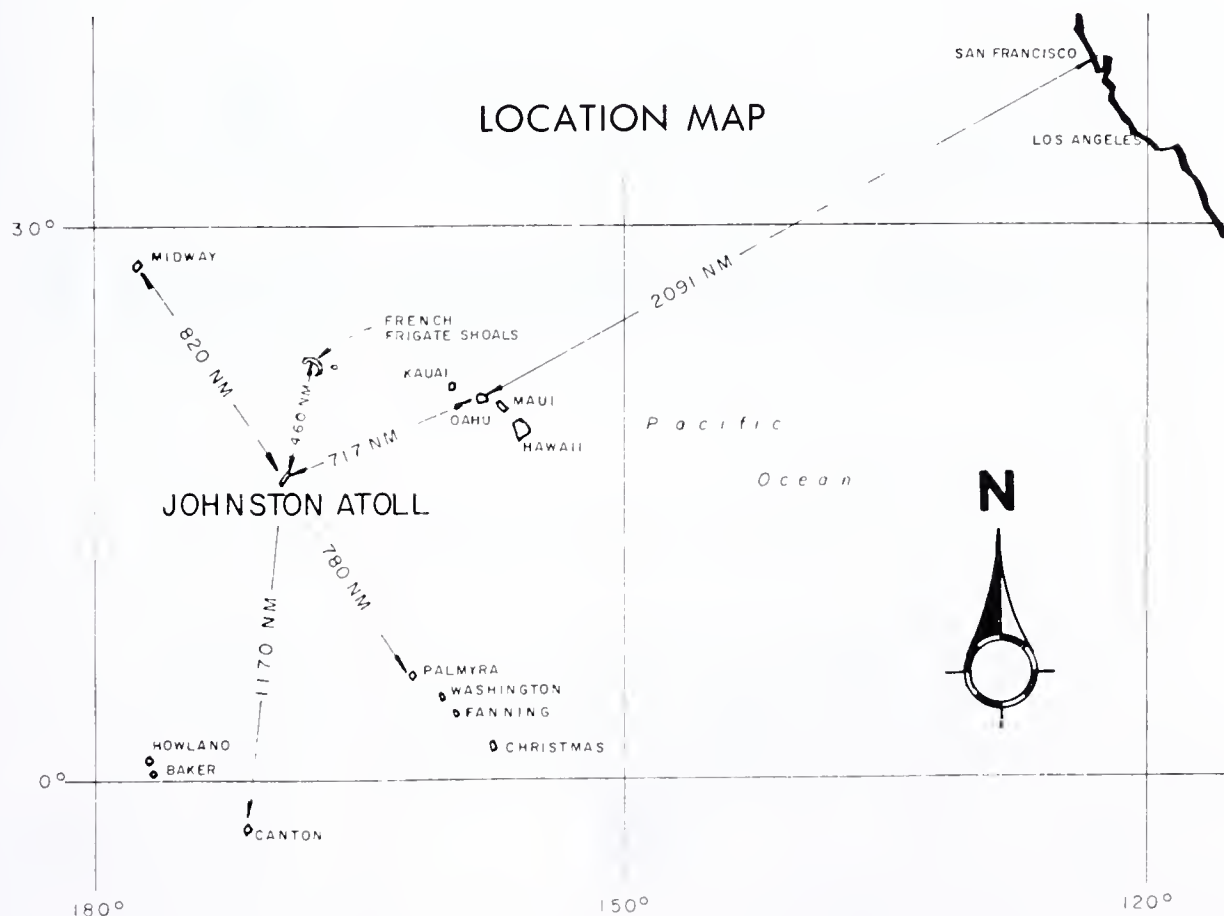 SAN FRANCISCO
LOCATION MAP
LOS ANGELES
30°
MIDWAY
2091 NM
FRENCH
FRIGATE SHOALS
820 NM
KAUAI
460 NM
MAUI
OAHU
717 NM
HAWAII
Pacific
Ocean
JOHNSTON ATOLL
N
780 NM
1170 NM
PALMYRA
WASHINGTON
FANNING
HOWLAND
CHRISTMAS
BAKER
0°
CANTON
180°
150°
120°